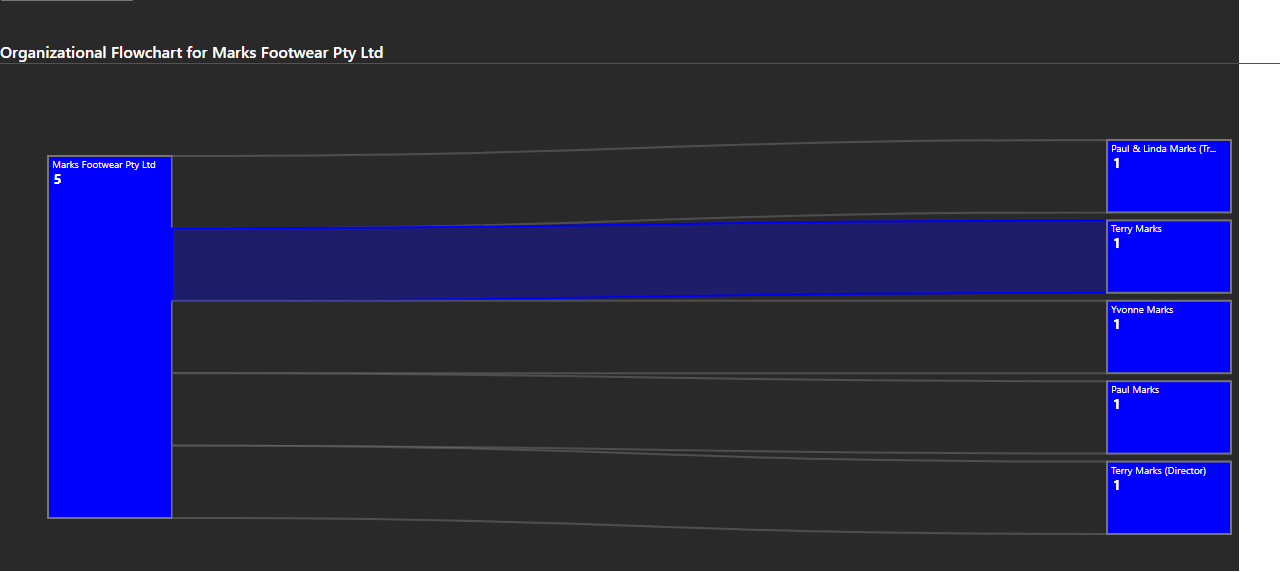 Organizational Flowchart for Marks Footwear Pty Ltd
Marks Footwear Pty Ltd
5
Paul & Linda Marks (Tr...
1
Terry Marks
1
Yvonne Marks
1
Paul Marks
1
Terry Marks (Director)
1